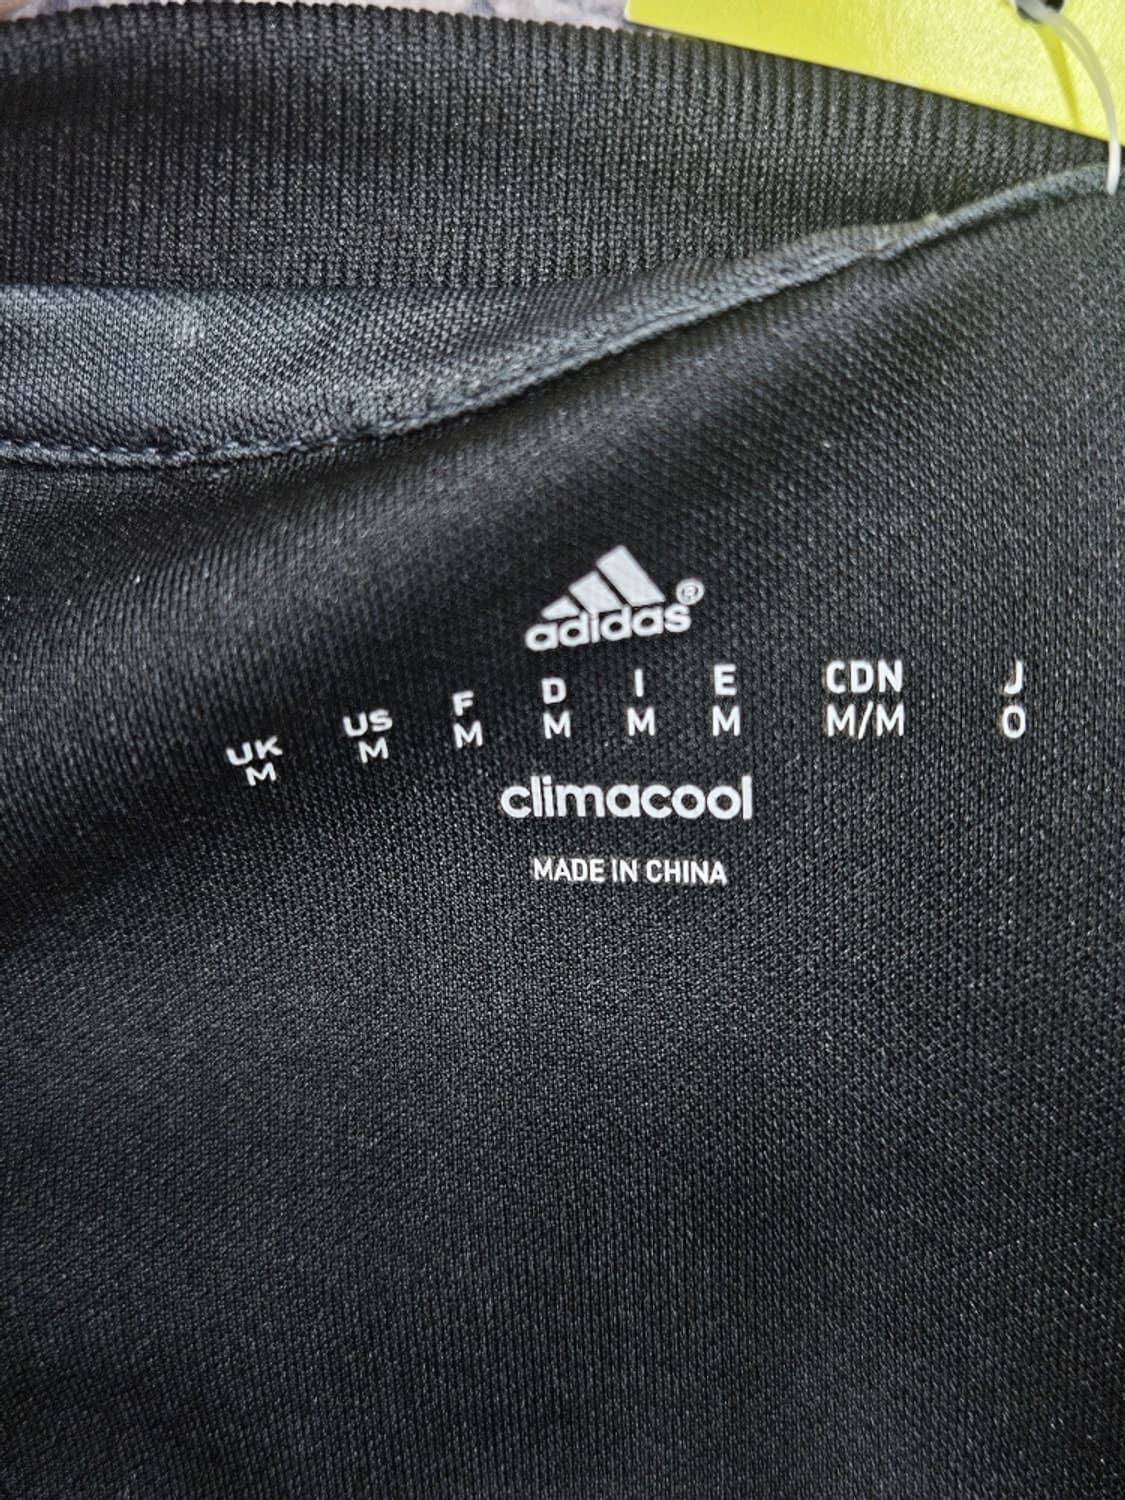 adidas®
UK US F D I E CDN J
M M M M M M M/M O
climacool
MADE IN CHINA